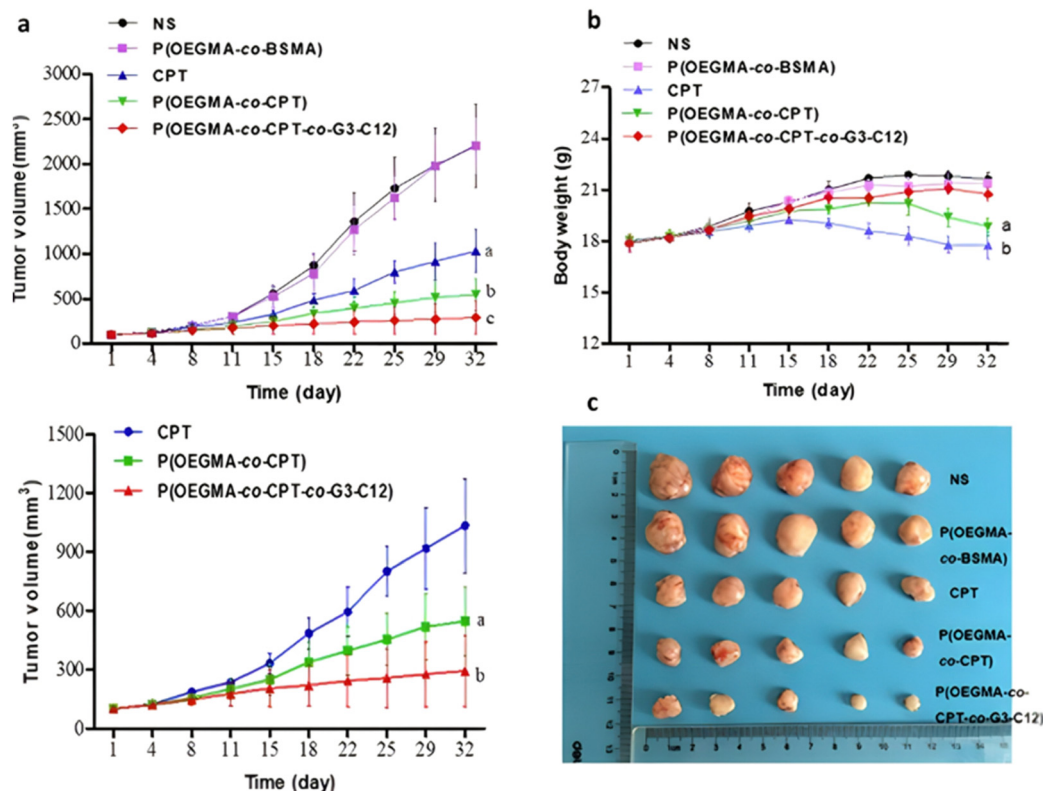 a
NS
P(OEGMA-co-BSMA)
CPT
P(OEGMA-co-CPT)
P(OEGMA-co-CPT-co-G3-C12)
Tumor volume(mm³)
3000
2500
2000
1500
1000
500
0
a
b
c
1 4 8 11 15 18 22 25 29 32
Time (day)
b
NS
P(OEGMA-co-BSMA)
CPT
P(OEGMA-co-CPT)
P(OEGMA-co-CPT-co-G3-C12)
Body weight (g)
24
21
18
15
12
a
b
1 4 8 11 15 18 22 25 29 32
Time (day)
CPT
P(OEGMA-co-CPT)
P(OEGMA-co-CPT-co-G3-C12)
Tumor volume(mm³)
1500
1200
900
600
300
0
a
b
1 4 8 11 15 18 22 25 29 32
Time (day)
c
NS
P(OEGMA-
co-BSMA)
CPT
P(OEGMA-
co-CPT)
P(OEGMA-co-
CPT-co-G3-C12)